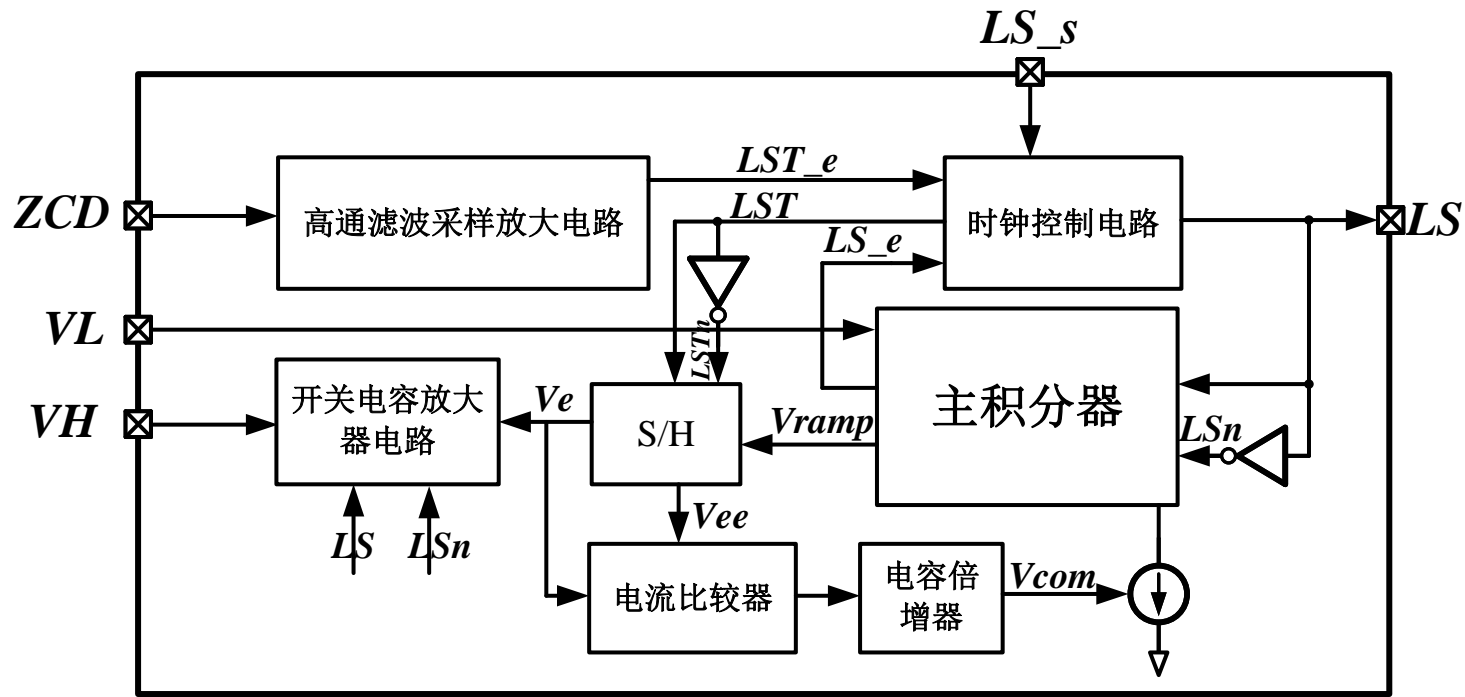 LS_s
ZCD
高通滤波采样放大电路
LST_e
LST
LS_e
时钟控制电路
LS
VL
LSTn
VH
开关电容放大
器电路
Ve
S/H
Vramp
主积分器
LSn
LS
LSn
Vee
电流比较器
电容倍
增器
Vcom